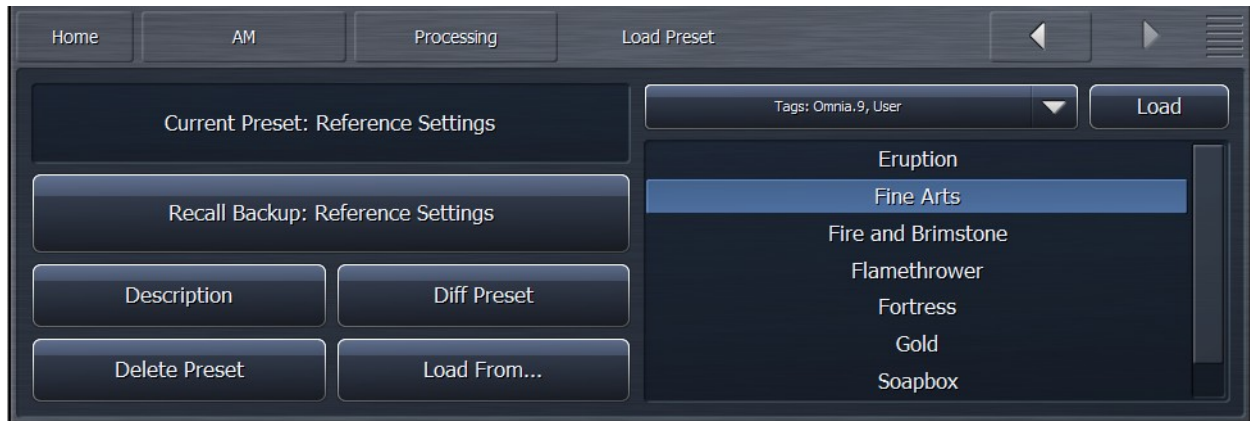 Home
AM
Processing
Load Preset
Current Preset: Reference Settings
Recall Backup: Reference Settings
Description
Diff Preset
Delete Preset
Load From...
Tags: Omnia.9, User
Load
Eruption
Fine Arts
Fire and Brimstone
Flamethrower
Fortress
Gold
Soapbox